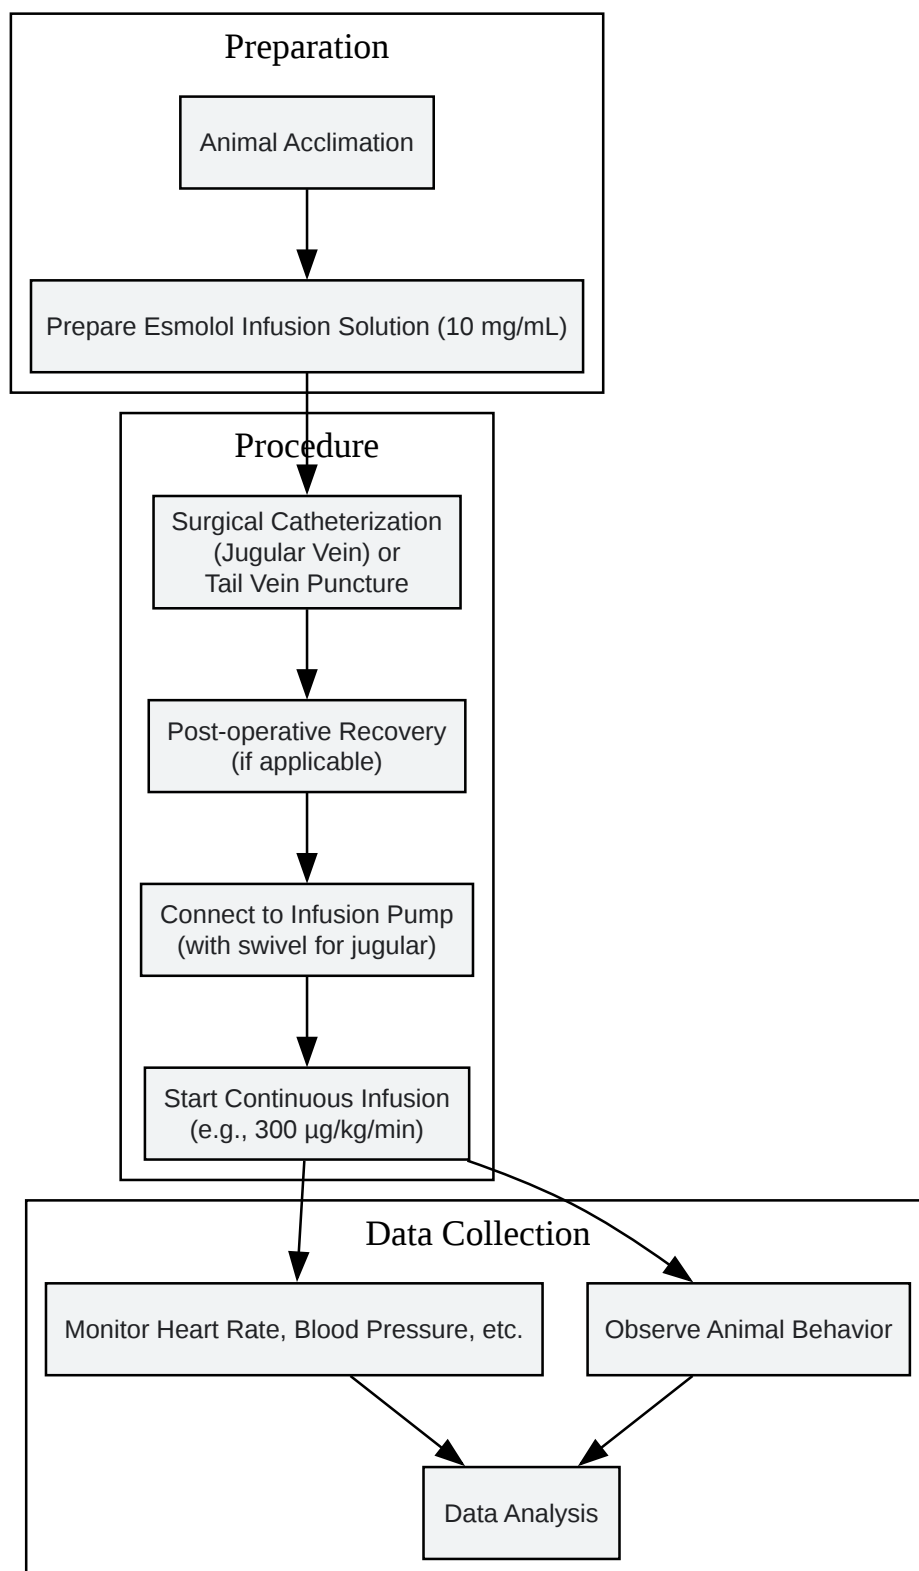 Preparation
Animal Acclimation
Prepare Esmolol Infusion Solution (10 mg/mL)
Procedure
Surgical Catheterization
(Jugular Vein) or
Tail Vein Puncture
Post-operative Recovery
(if applicable)
Connect to Infusion Pump
(with swivel for jugular)
Start Continuous Infusion
(e.g., 300 µg/kg/min)
Data Collection
Monitor Heart Rate, Blood Pressure, etc.
Observe Animal Behavior
Data Analysis